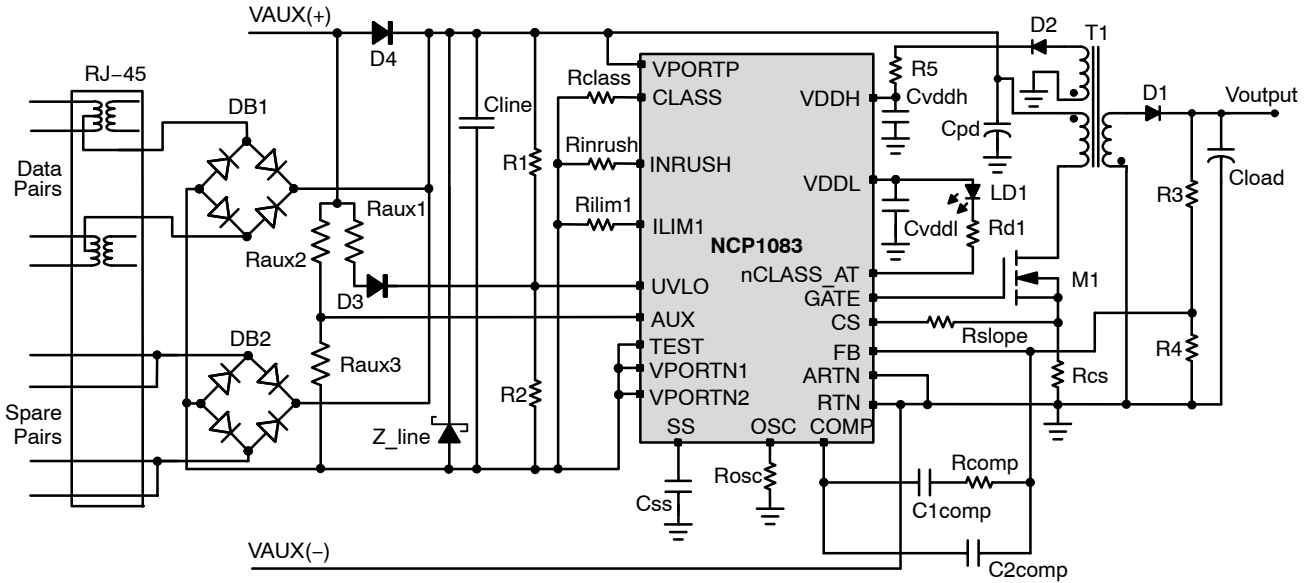 VAUX(+)
D4
RJ−45
DB1
Data
Pairs
Cline
Rclass
Rinrush
Rilim1
R1
Raux1
Raux2
D3
DB2
Raux3
R2
Spare
Pairs
Z_line
VPORTP
CLASS
INRUSH
ILIM1
NCP1083
UVLO
AUX
TEST
VPORTN1
VPORTN2
SS
OSC
COMP
VDDH
VDDL
nCLASS_AT
GATE
CS
FB
ARTN
RTN
R5
D2
T1
Cvddh
Cpd
D1
Voutput
Cload
R3
LD1
Cvddl
Rd1
M1
Rslope
R4
Rcs
Css
Rosc
Rcomp
C1comp
C2comp
VAUX(−)